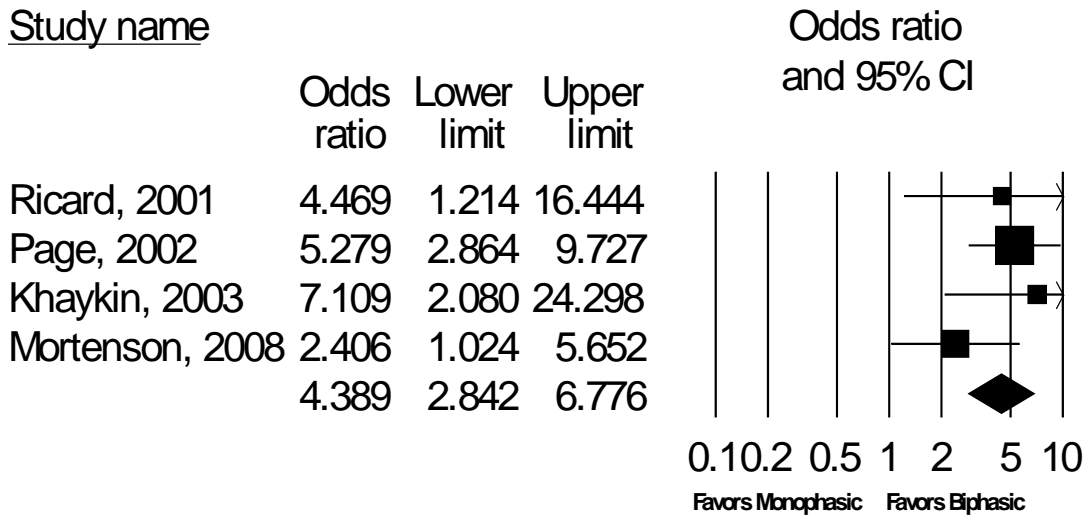 Study name
Odds ratio
and 95% CI
Odds Lower Upper
ratio limit limit
Ricard, 2001 4.469 1.214 16.444
Page, 2002 5.279 2.864 9.727
Khaykin, 2003 7.109 2.080 24.298
Mortenson, 2008 2.406 1.024 5.652
4.389 2.842 6.776
0.1 0.2 0.5 1 2 5 10
Favors Monophasic Favors Biphasic